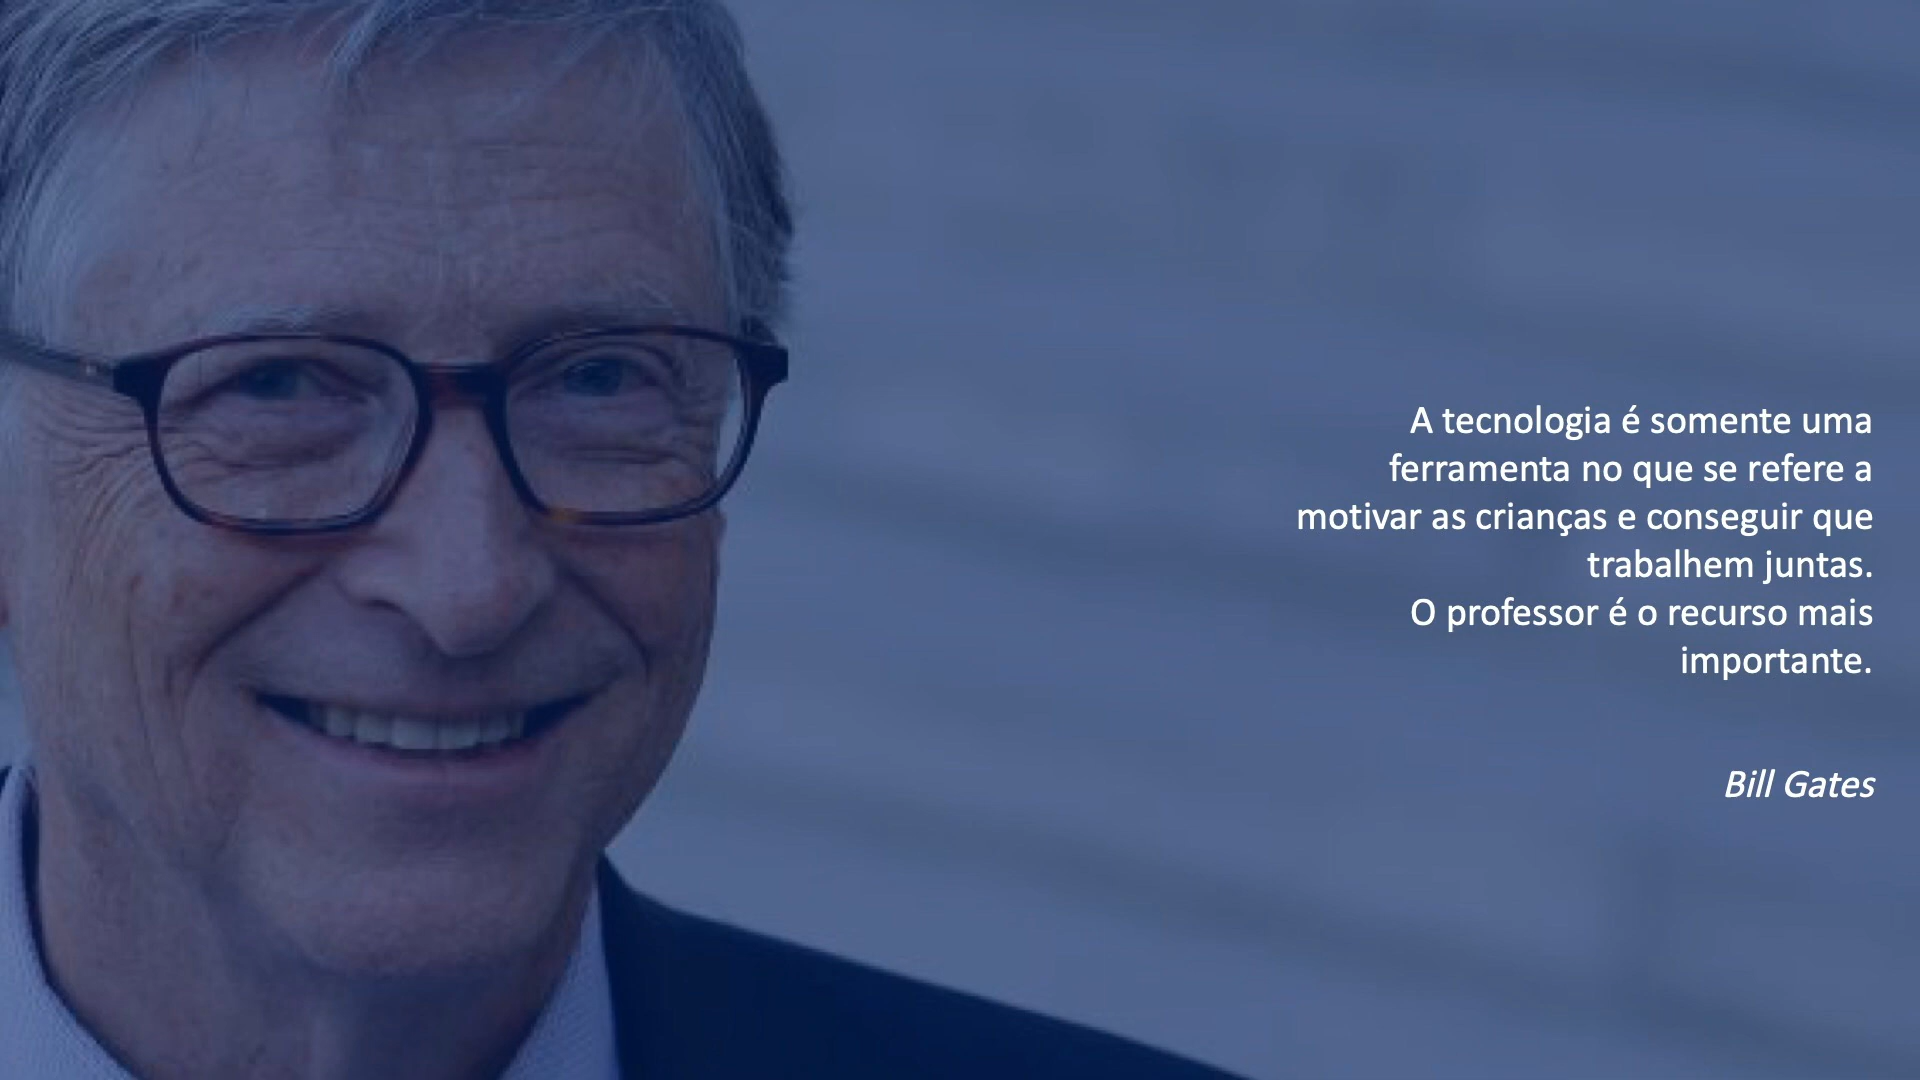 A tecnologia é somente uma
ferramenta no que se refere a
motivar as crianças e conseguir que
trabalhem juntas.
O professor é o recurso mais
importante.
Bill Gates